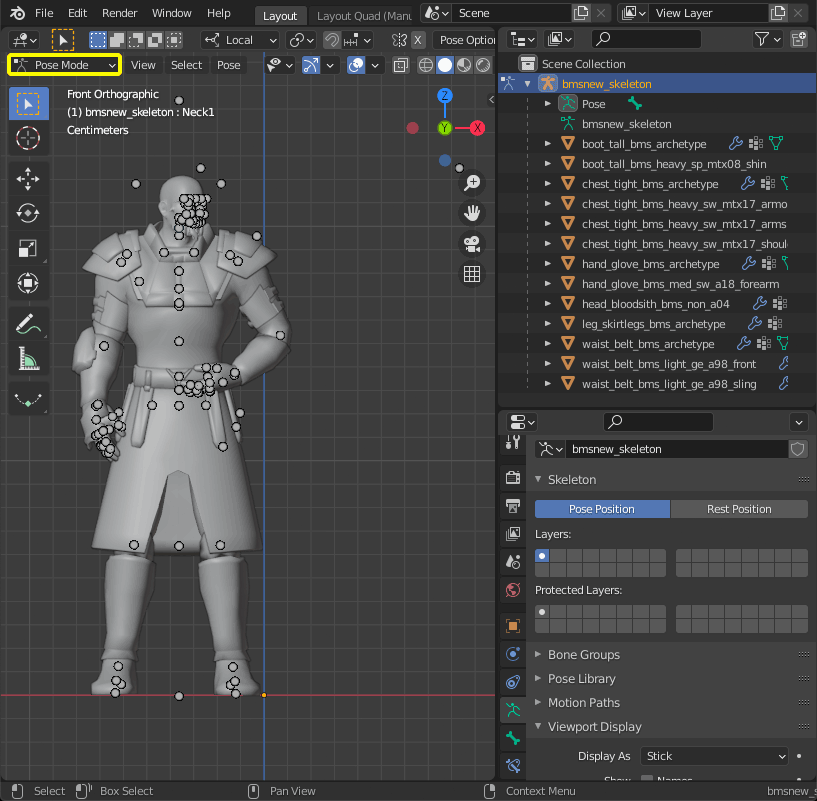 File Edit Render Window Help Layout Layout Quad (Manu Scene View Layer
Local Pose Option
Pose Mode View Select Pose
Front Orthographic
(1) bmsnew_skeleton : Neck1
Centimeters
Z
Y
X
Scene Collection
bmsnew_skeleton
Pose
bmsnew_skeleton
boot_tall_bms_archetype
boot_tall_bms_heavy_sp_mtx08_shin
chest_tight_bms_archetype
chest_tight_bms_heavy_sw_mtx17_armo
chest_tight_bms_heavy_sw_mtx17_arms
chest_tight_bms_heavy_sw_mtx17_shoul
hand_glove_bms_archetype
hand_glove_bms_med_sw_a18_forearm
head_bloodsith_bms_non_a04
leg_skirtlegs_bms_archetype
waist_belt_bms_archetype
waist_belt_bms_light_ge_a98_front
waist_belt_bms_light_ge_a98_sling
bmsnew_skeleton
Skeleton
Pose Position Rest Position
Layers:
Protected Layers:
Bone Groups
Pose Library
Motion Paths
Viewport Display
Display As Stick
Show Names
Select Box Select Pan View Context Menu bmsnew_s